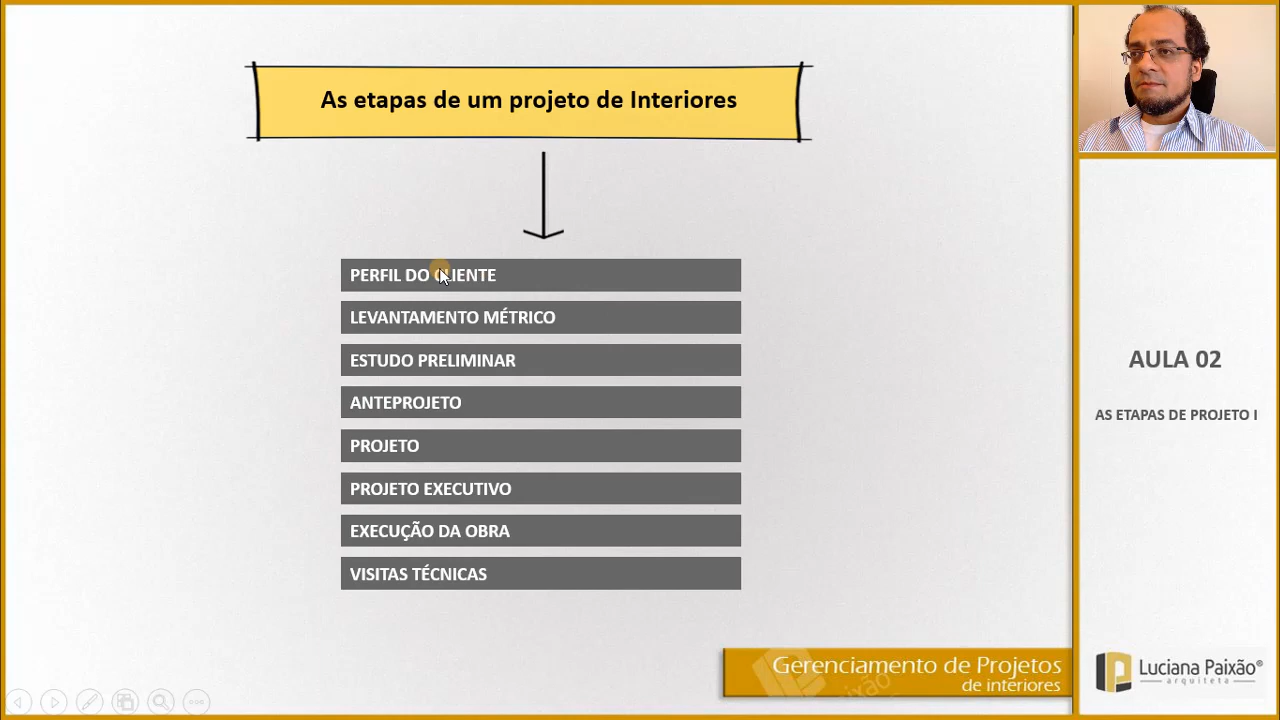 As etapas de um projeto de Interiores
PERFIL DO CLIENTE
LEVANTAMENTO MÉTRICO
ESTUDO PRELIMINAR
ANTEPROJETO
PROJETO
PROJETO EXECUTIVO
EXECUÇÃO DA OBRA
VISITAS TÉCNICAS
AULA 02
AS ETAPAS DE PROJETO I
Gerenciamento de Projetos
de interiores
Luciana Paixão®
arquiteta